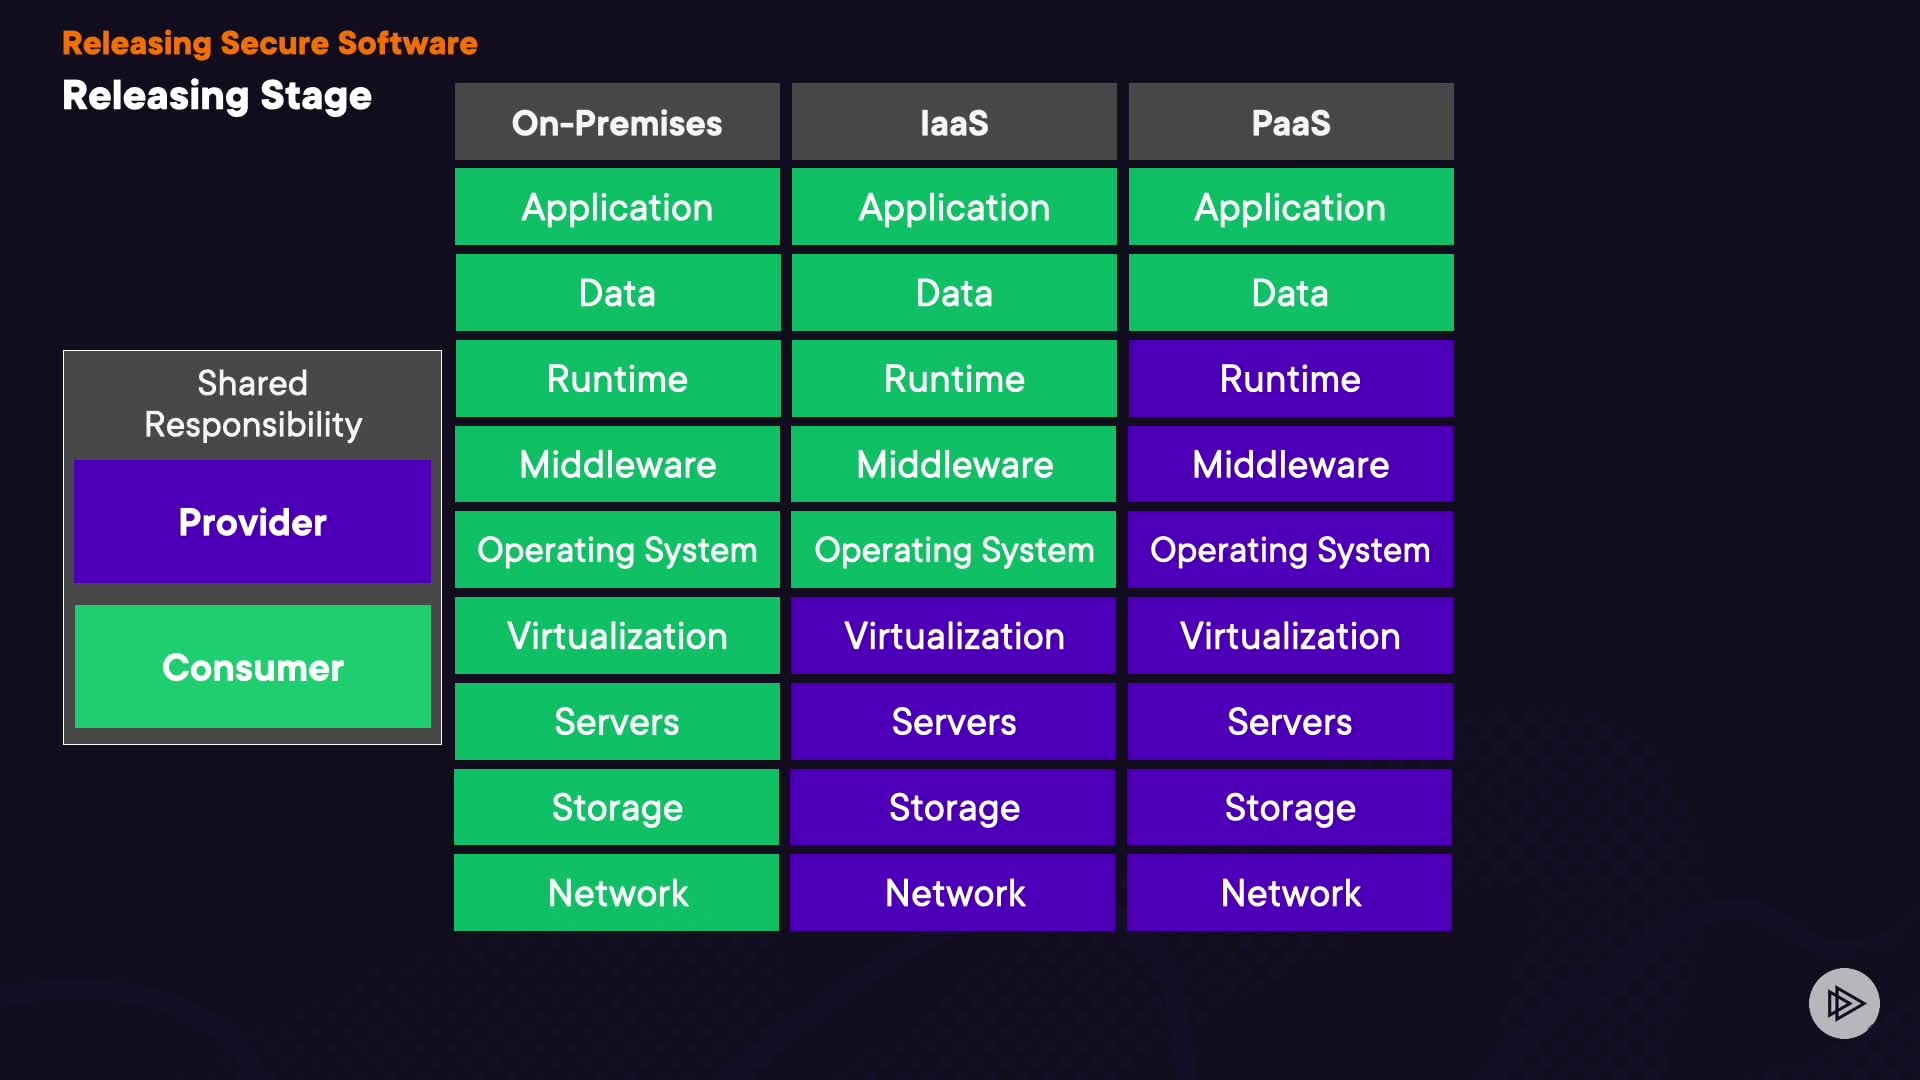 Releasing Secure Software
Releasing Stage
On-Premises IaaS PaaS
Application Application Application
Data Data Data
Runtime Runtime Runtime
Middleware Middleware Middleware
Operating System Operating System Operating System
Virtualization Virtualization Virtualization
Servers Servers Servers
Storage Storage Storage
Network Network Network
Shared
Responsibility
Provider
Consumer